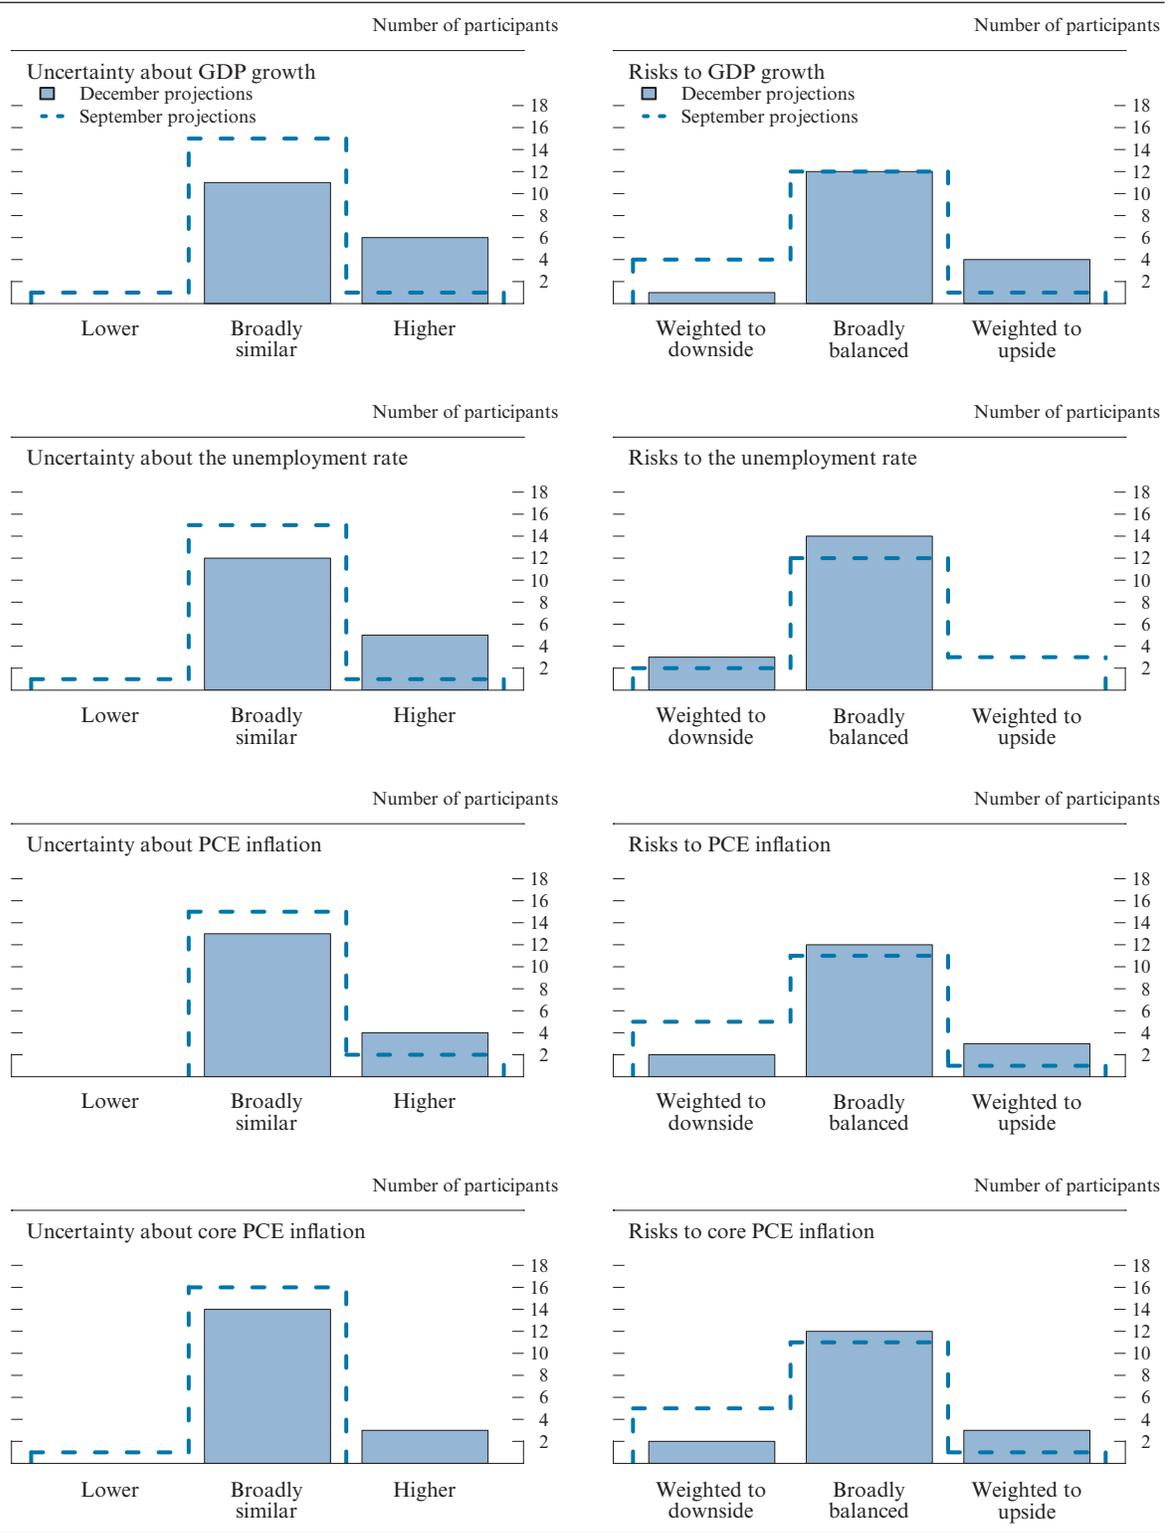 Number of participants
Uncertainty about GDP growth
December projections
September projections
18
16
14
12
10
8
6
4
2
Lower
Broadly
similar
Higher
Number of participants
Risks to GDP growth
December projections
September projections
18
16
14
12
10
8
6
4
2
Weighted to
downside
Broadly
balanced
Weighted to
upside
Number of participants
Uncertainty about the unemployment rate
18
16
14
12
10
8
6
4
2
Lower
Broadly
similar
Higher
Number of participants
Risks to the unemployment rate
18
16
14
12
10
8
6
4
2
Weighted to
downside
Broadly
balanced
Weighted to
upside
Number of participants
Uncertainty about PCE inflation
18
16
14
12
10
8
6
4
2
Lower
Broadly
similar
Higher
Number of participants
Risks to PCE inflation
18
16
14
12
10
8
6
4
2
Weighted to
downside
Broadly
balanced
Weighted to
upside
Number of participants
Uncertainty about core PCE inflation
18
16
14
12
10
8
6
4
2
Lower
Broadly
similar
Higher
Number of participants
Risks to core PCE inflation
18
16
14
12
10
8
6
4
2
Weighted to
downside
Broadly
balanced
Weighted to
upside